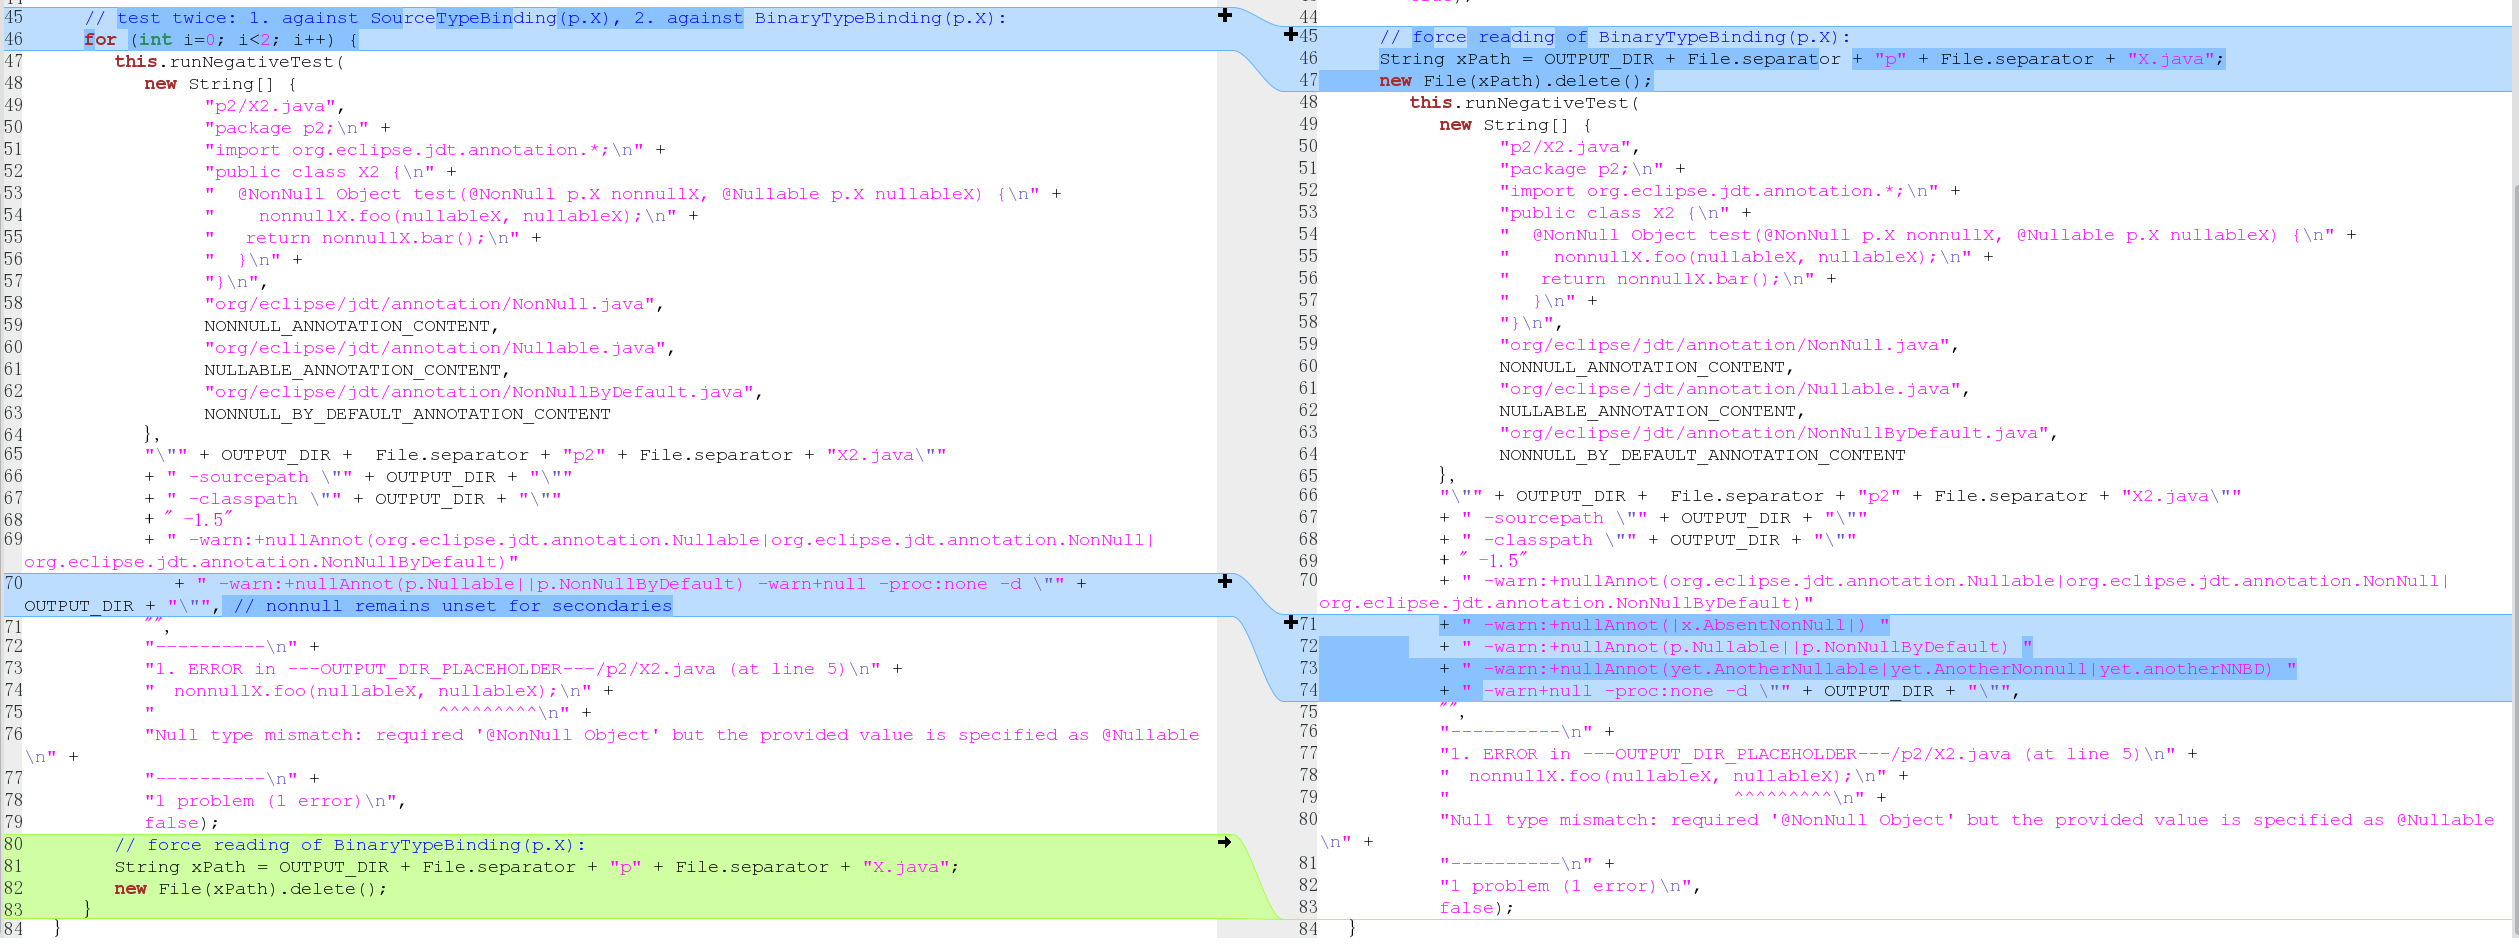 45 // test twice: 1. against SourceTypeBinding(p.X), 2. against BinaryTypeBinding(p.X):
46 for (int i=0; i<2; i++) {
47 this.runNegativeTest(
48 new String[] {
49 "p2/X2.java",
50 "package p2;\n" +
51 "import org.eclipse.jdt.annotation.*;\n" +
52 "public class X2 {\n" +
53 "  @NonNull Object test(@NonNull p.X nonnullX, @Nullable p.X nullableX) {\n" +
54 "    nonnullX.foo(nullableX, nullableX);\n" +
55 "   return nonnullX.bar();\n" +
56 "  }\n" +
57 "}\n",
58 "org/eclipse/jdt/annotation/NonNull.java",
59 NONNULL_ANNOTATION_CONTENT,
60 "org/eclipse/jdt/annotation/Nullable.java",
61 NULLABLE_ANNOTATION_CONTENT,
62 "org/eclipse/jdt/annotation/NonNullByDefault.java",
63 NONNULL_BY_DEFAULT_ANNOTATION_CONTENT
64 },
65 "\"" + OUTPUT_DIR +  File.separator + "p2" + File.separator + "X2.java\""
66 + " -sourcepath \"" + OUTPUT_DIR + "\""
67 + " -classpath \"" + OUTPUT_DIR + "\""
68 + " -1.5"
69 + " -warn:+nullAnnot(org.eclipse.jdt.annotation.Nullable|org.eclipse.jdt.annotation.NonNull|
org.eclipse.jdt.annotation.NonNullByDefault)"
70 + " -warn:+nullAnnot(p.Nullable||p.NonNullByDefault) -warn+null -proc:none -d \"" +
OUTPUT_DIR + "\"", // nonnull remains unset for secondaries
71 "",
72 "----------\n" +
73 "1. ERROR in ---OUTPUT_DIR_PLACEHOLDER---/p2/X2.java (at line 5)\n" +
74 "  nonnullX.foo(nullableX, nullableX);\n" +
75 "                          ^^^^^^^^^\n" +
76 "Null type mismatch: required '@NonNull Object' but the provided value is specified as @Nullable
\n" +
77 "----------\n" +
78 "1 problem (1 error)\n",
79 false);
80 // force reading of BinaryTypeBinding(p.X):
81 String xPath = OUTPUT_DIR + File.separator + "p" + File.separator + "X.java";
82 new File(xPath).delete();
83 }
84 }
44
45 // force reading of BinaryTypeBinding(p.X):
46 String xPath = OUTPUT_DIR + File.separator + "p" + File.separator + "X.java";
47 new File(xPath).delete();
48 this.runNegativeTest(
49 new String[] {
50 "p2/X2.java",
51 "package p2;\n" +
52 "import org.eclipse.jdt.annotation.*;\n" +
53 "public class X2 {\n" +
54 "  @NonNull Object test(@NonNull p.X nonnullX, @Nullable p.X nullableX) {\n" +
55 "    nonnullX.foo(nullableX, nullableX);\n" +
56 "   return nonnullX.bar();\n" +
57 "  }\n" +
58 "}\n",
59 "org/eclipse/jdt/annotation/NonNull.java",
60 NONNULL_ANNOTATION_CONTENT,
61 "org/eclipse/jdt/annotation/Nullable.java",
62 NULLABLE_ANNOTATION_CONTENT,
63 "org/eclipse/jdt/annotation/NonNullByDefault.java",
64 NONNULL_BY_DEFAULT_ANNOTATION_CONTENT
65 },
66 "\"" + OUTPUT_DIR +  File.separator + "p2" + File.separator + "X2.java\""
67 + " -sourcepath \"" + OUTPUT_DIR + "\""
68 + " -classpath \"" + OUTPUT_DIR + "\""
69 + " -1.5"
70 + " -warn:+nullAnnot(org.eclipse.jdt.annotation.Nullable|org.eclipse.jdt.annotation.NonNull|
org.eclipse.jdt.annotation.NonNullByDefault)"
71 + " -warn:+nullAnnot(|x.AbsentNonNull|) "
72 + " -warn:+nullAnnot(p.Nullable||p.NonNullByDefault) "
73 + " -warn:+nullAnnot(yet.AnotherNullable|yet.AnotherNonnull|yet.anotherNNBD) "
74 + " -warn+null -proc:none -d \"" + OUTPUT_DIR + "\"",
75 "",
76 "----------\n" +
77 "1. ERROR in ---OUTPUT_DIR_PLACEHOLDER---/p2/X2.java (at line 5)\n" +
78 "  nonnullX.foo(nullableX, nullableX);\n" +
79 "                          ^^^^^^^^^\n" +
80 "Null type mismatch: required '@NonNull Object' but the provided value is specified as @Nullable
\n" +
81 "----------\n" +
82 "1 problem (1 error)\n",
83 false);
84 }